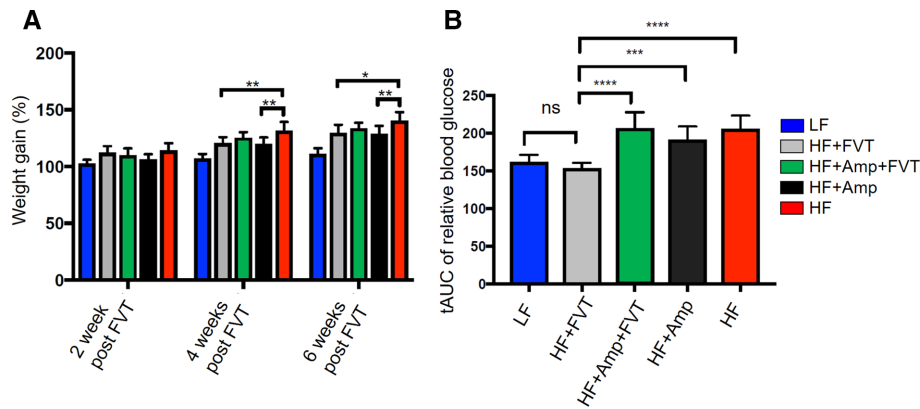 A
Weight gain (%)
200
150
100
50
0
**
**
*
**
2 week
post FVT
4 weeks
post FVT
6 weeks
post FVT
B
tAUC of relative blood glucose
250
200
150
100
50
0
ns
****
***
****
LF
HF+FVT
HF+Amp+FVT
HF+Amp
HF
LF
HF+FVT
HF+Amp+FVT
HF+Amp
HF